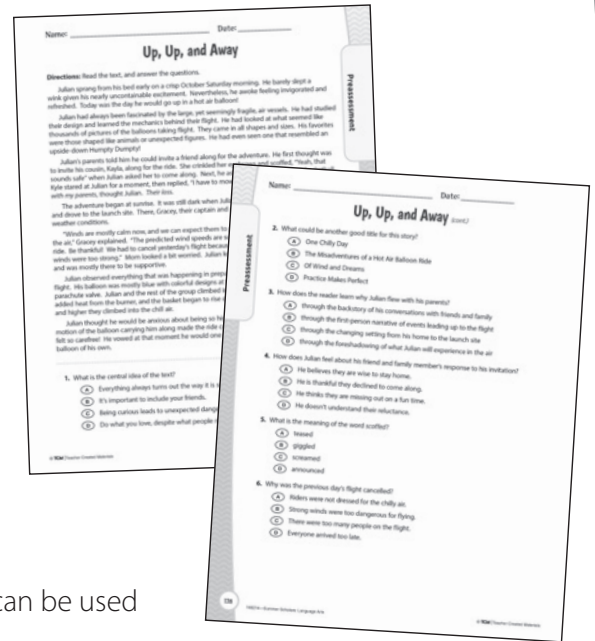 Name: Date:
Up, Up, and Away
Directions: Read the text, and answer the questions.
Julian sprang from his bed early on a crisp October Saturday morning. He barely slept a
wink given his nearly uncontainable excitement. Nevertheless, he awoke feeling invigorated and
refreshed. Today was the day he would go up in a hot air balloon!
Julian had always been fascinated by the large, yet seemingly fragile, air vessels. He had studied
their design and learned the mechanics behind their flight. He had looked at what seemed like
thousands of pictures of the balloons taking flight. They came in all shapes and sizes. His favorites
were those shaped like animals or unexpected figures. He had even seen one that resembled an
upside-down Humpty Dumpty!
Julian's parents told him he could invite a friend along for the adventure. He first thought was
to invite his cousin, Kayla, along for the ride. She crinkled her and scoffed, "Yeah, that
sounds safe" when Julian asked her to come along. Next, he
Kyle stared at Julian for a moment, then replied, "I have to mow
with my parents, thought Julian. Their loss.
The adventure began at sunrise. It was still dark when
and drove to the launch site. There, Gracey, their captain and
weather conditions.
"Winds are mostly calm now, and we can expect them to
the air," Gracey explained. "The predicted wind speeds are
ride. Be thankful! We had to cancel yesterday's flight
winds were too strong." Mom looked a bit worried. Julian
and was mostly there to be supportive.
Julian observed everything that was happening in
flight. His balloon was mostly blue with colorful designs
parachute valve. Julian and the rest of the group climbed
added heat from the burner, and the basket began to rise
and higher they climbed into the chill air.
Julian thought he would be anxious about being so
motion of the balloon carrying him along made the ride
felt so carefree! He vowed at that moment he would one
balloon of his own.
1. What is the central idea of the text?
A Everything always turns out the way it is
B It's important to include your friends.
C Being curious leads to unexpected
D Do what you love, despite what people
© TCM | Teacher Created Materials
Preassessment
Name: Date:
Up, Up, and Away (cont.)
Preassessment
2. What could be another good title for this story?
A One Chilly Day
B The Misadventures of a Hot Air Balloon Ride
C Of Wind and Dreams
D Practice Makes Perfect
3. How does the reader learn why Julian flew with his parents?
A through the backstory of his conversations with friends and family
B through the first-person narrative of events leading up to the flight
C through the changing setting from his home to the launch site
D through the foreshadowing of what Julian will experience in the air
4. How does Julian feel about his friend and family member's response to his invitation?
A He believes they are wise to stay home.
B He is thankful they declined to come along.
C He thinks they are missing out on a fun time.
D He doesn't understand their reluctance.
5. What is the meaning of the word scoffed?
A teased
B giggled
C screamed
D announced
6. Why was the previous day's flight cancelled?
A Riders were not dressed for the chilly air.
B Strong winds were too dangerous for flying.
C There were too many people on the flight.
D Everyone arrived too late.
© TCM | Teacher Created Materials
can be used